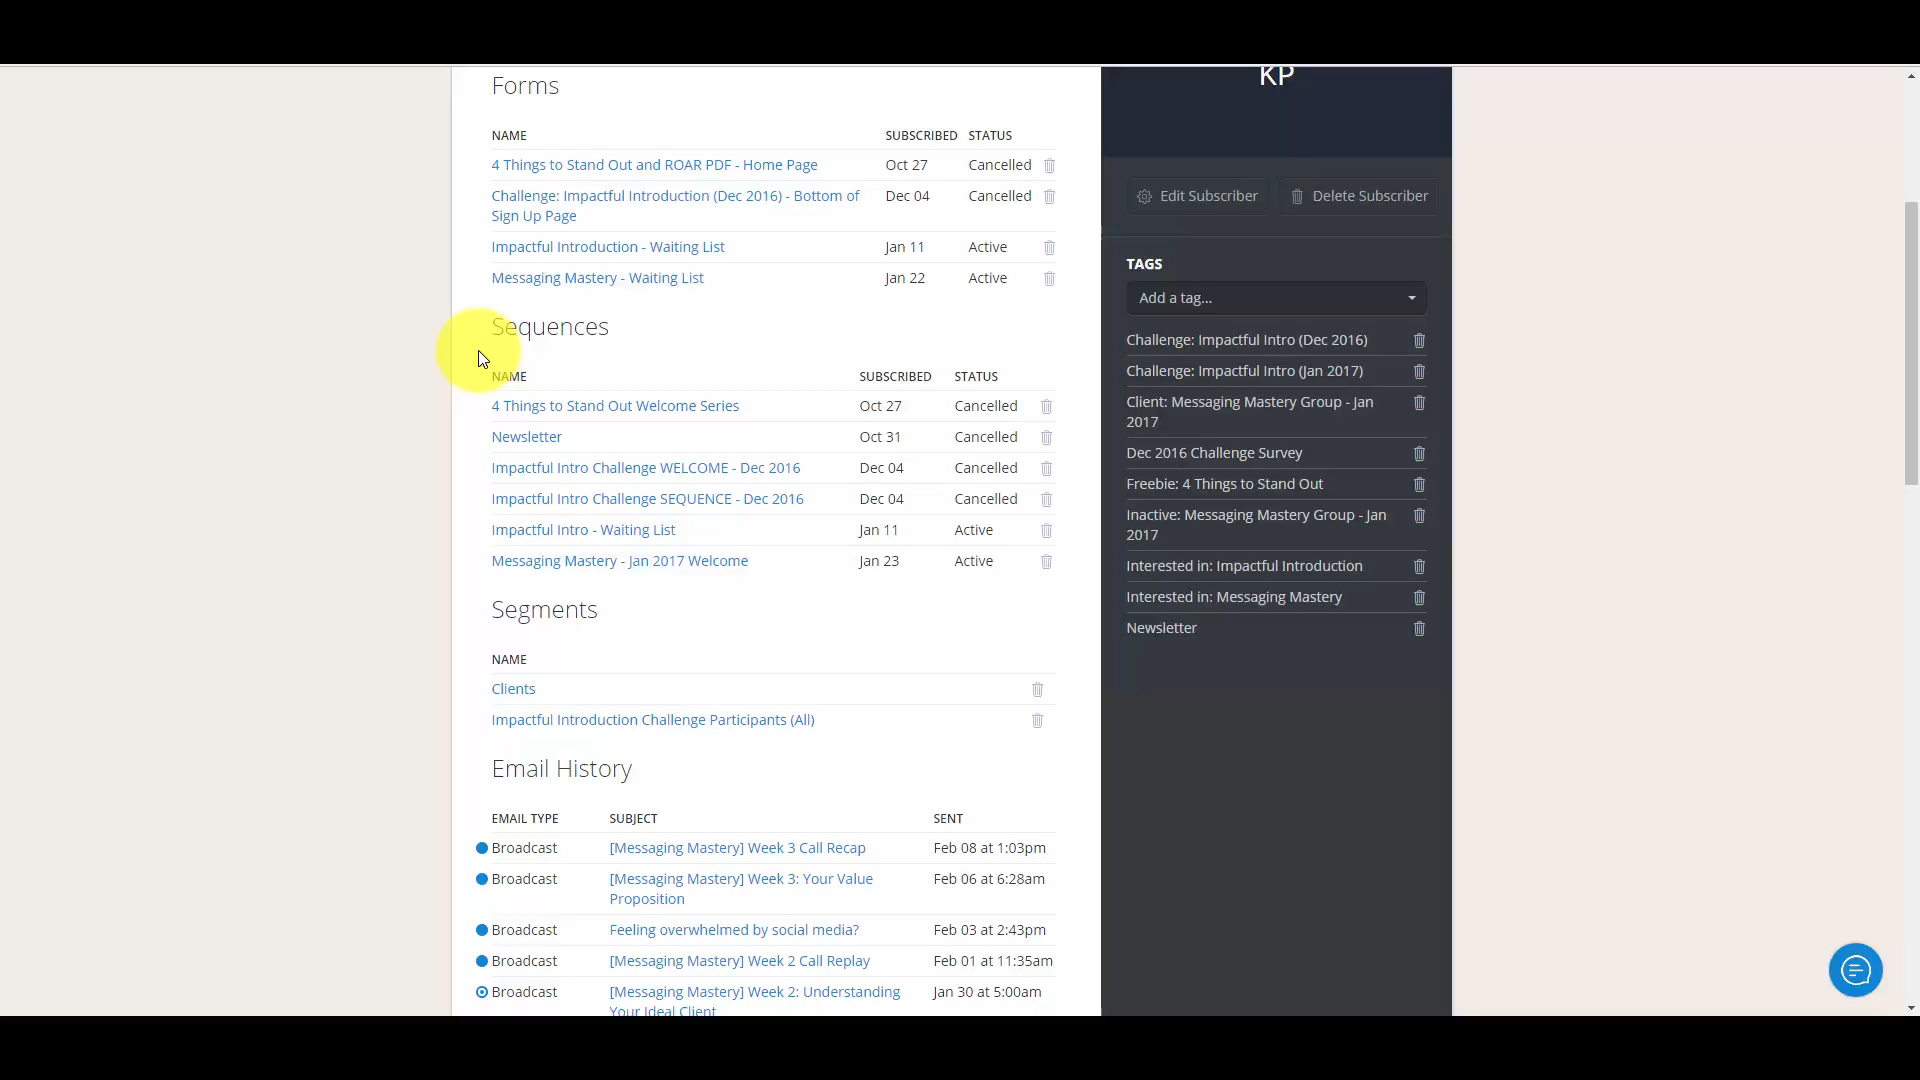 Forms
NAME SUBSCRIBED STATUS
4 Things to Stand Out and ROAR PDF - Home Page Oct 27 Cancelled
Challenge: Impactful Introduction (Dec 2016) - Bottom of Dec 04 Cancelled
Sign Up Page
Impactful Introduction - Waiting List Jan 11 Active
Messaging Mastery - Waiting List Jan 22 Active
Sequences
NAME SUBSCRIBED STATUS
4 Things to Stand Out Welcome Series Oct 27 Cancelled
Newsletter Oct 31 Cancelled
Impactful Intro Challenge WELCOME - Dec 2016 Dec 04 Cancelled
Impactful Intro Challenge SEQUENCE - Dec 2016 Dec 04 Cancelled
Impactful Intro - Waiting List Jan 11 Active
Messaging Mastery - Jan 2017 Welcome Jan 23 Active
Segments
NAME
Clients
Impactful Introduction Challenge Participants (All)
Email History
EMAIL TYPE SUBJECT SENT
Broadcast [Messaging Mastery] Week 3 Call Recap Feb 08 at 1:03pm
Broadcast [Messaging Mastery] Week 3: Your Value Feb 06 at 6:28am
Proposition
Broadcast Feeling overwhelmed by social media? Feb 03 at 2:43pm
Broadcast [Messaging Mastery] Week 2 Call Replay Feb 01 at 11:35am
Broadcast [Messaging Mastery] Week 2: Understanding Jan 30 at 5:00am
Your Ideal Client
KP
Edit Subscriber Delete Subscriber
TAGS
Add a tag...
Challenge: Impactful Intro (Dec 2016)
Challenge: Impactful Intro (Jan 2017)
Client: Messaging Mastery Group - Jan
2017
Dec 2016 Challenge Survey
Freebie: 4 Things to Stand Out
Inactive: Messaging Mastery Group - Jan
2017
Interested in: Impactful Introduction
Interested in: Messaging Mastery
Newsletter